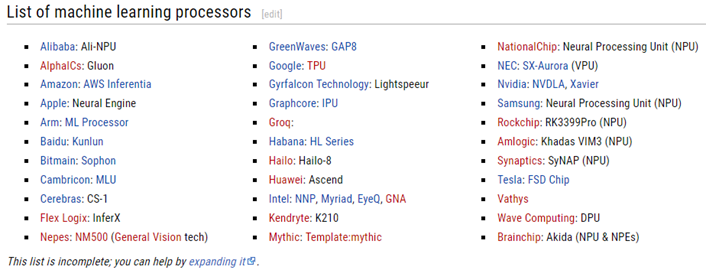 List of machine learning processors [edit]
Alibaba: Ali-NPU
AlphaICs: Gluon
Amazon: AWS Inferentia
Apple: Neural Engine
Arm: ML Processor
Baidu: Kunlun
Bitmain: Sophon
Cambricon: MLU
Cerebras: CS-1
Flex Logix: InferX
Nepes: NM500 (General Vision tech)
GreenWaves: GAP8
Google: TPU
Gyrfalcon Technology: Lightspeeur
Graphcore: IPU
Groq:
Habana: HL Series
Hailo: Hailo-8
Huawei: Ascend
Intel: NNP, Myriad, EyeQ, GNA
Kendryte: K210
Mythic: Template:mythic
NationalChip: Neural Processing Unit (NPU)
NEC: SX-Aurora (VPU)
Nvidia: NVDLA, Xavier
Samsung: Neural Processing Unit (NPU)
Rockchip: RK3399Pro (NPU)
Amlogic: Khadas VIM3 (NPU)
Synaptics: SyNAP (NPU)
Tesla: FSD Chip
Vathys
Wave Computing: DPU
Brainchip: Akida (NPU & NPEs)
This list is incomplete; you can help by expanding it.